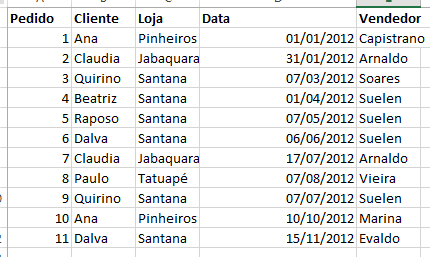 Pedido Cliente Loja Data Vendedor
1 Ana Pinheiros 01/01/2012 Capistrano
2 Claudia Jabaquara 31/01/2012 Arnaldo
3 Quirino Santana 07/03/2012 Soares
4 Beatriz Santana 01/04/2012 Suelen
5 Raposo Santana 07/05/2012 Suelen
6 Dalva Santana 06/06/2012 Suelen
7 Claudia Jabaquara 17/07/2012 Arnaldo
8 Paulo Tatuapé 07/08/2012 Vieira
9 Quirino Santana 07/07/2012 Suelen
10 Ana Pinheiros 10/10/2012 Marina
11 Dalva Santana 15/11/2012 Evaldo